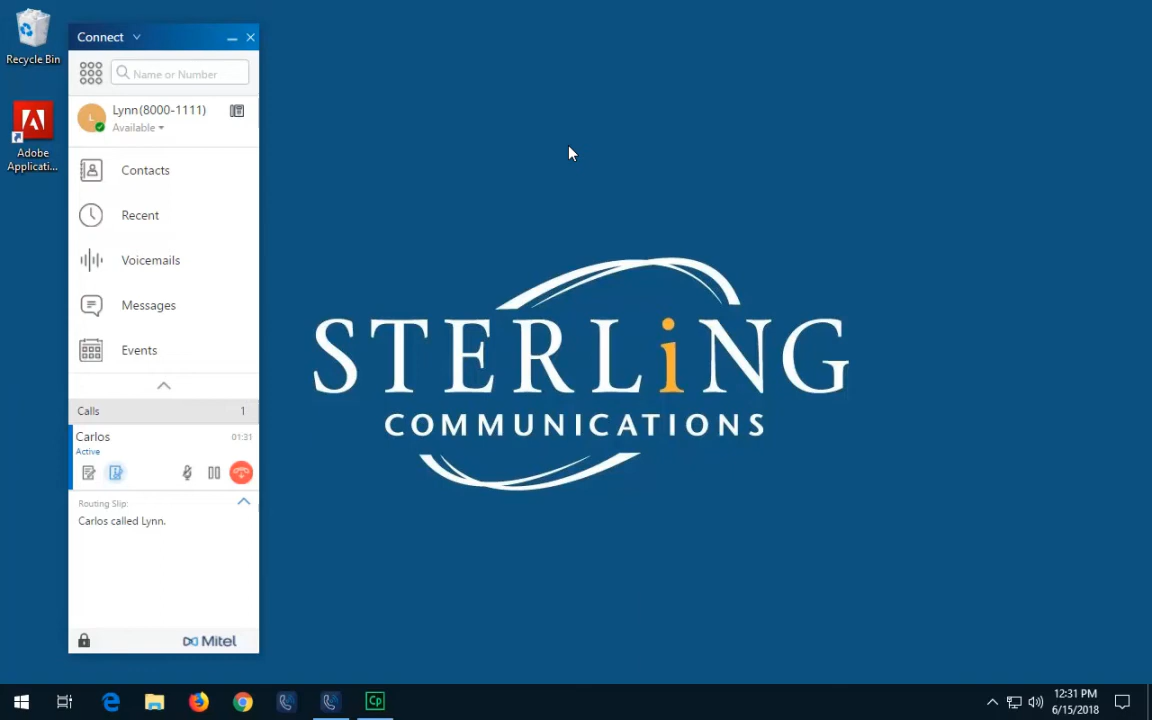 Recycle Bin
Adobe
Applicati...
Connect
Name or Number
L
Lynn(8000-1111)
Available
Contacts
Recent
Voicemails
Messages
Events
Calls 1
Carlos 01:31
Active
Routing Slip:
Carlos called Lynn.
Mitel
STERLiNG
COMMUNICATIONS
Cp
12:31 PM
6/15/2018